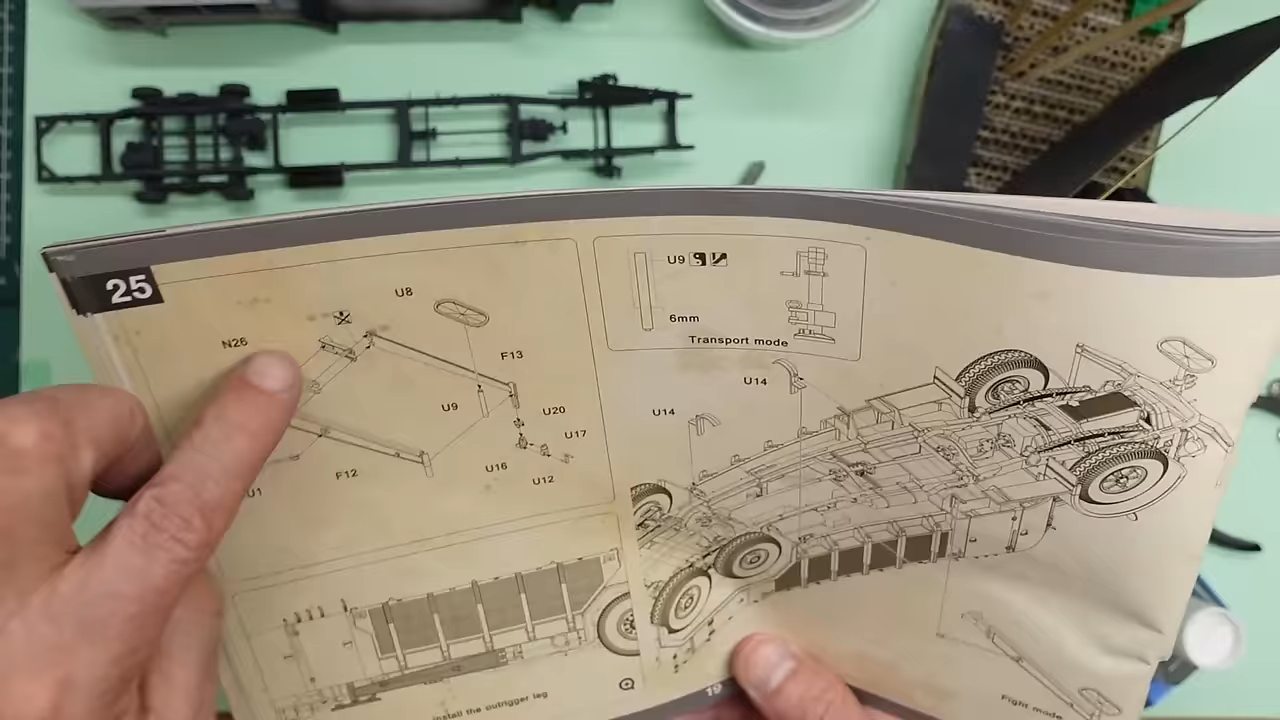 25
U8
N26
F13
U9
U20
U17
F12
U16
U12
U1
U9
6mm
Transport mode
U14
U14
install the outrigger leg
19
Fight mode